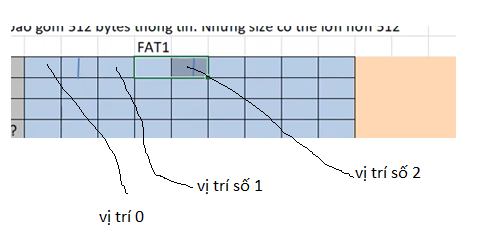 bao gồm 512 bytes thông tin. Nhưng size có thể lớn hơn 512
FAT1
?
vị trí số 2
vị trí số 1
vị trí 0